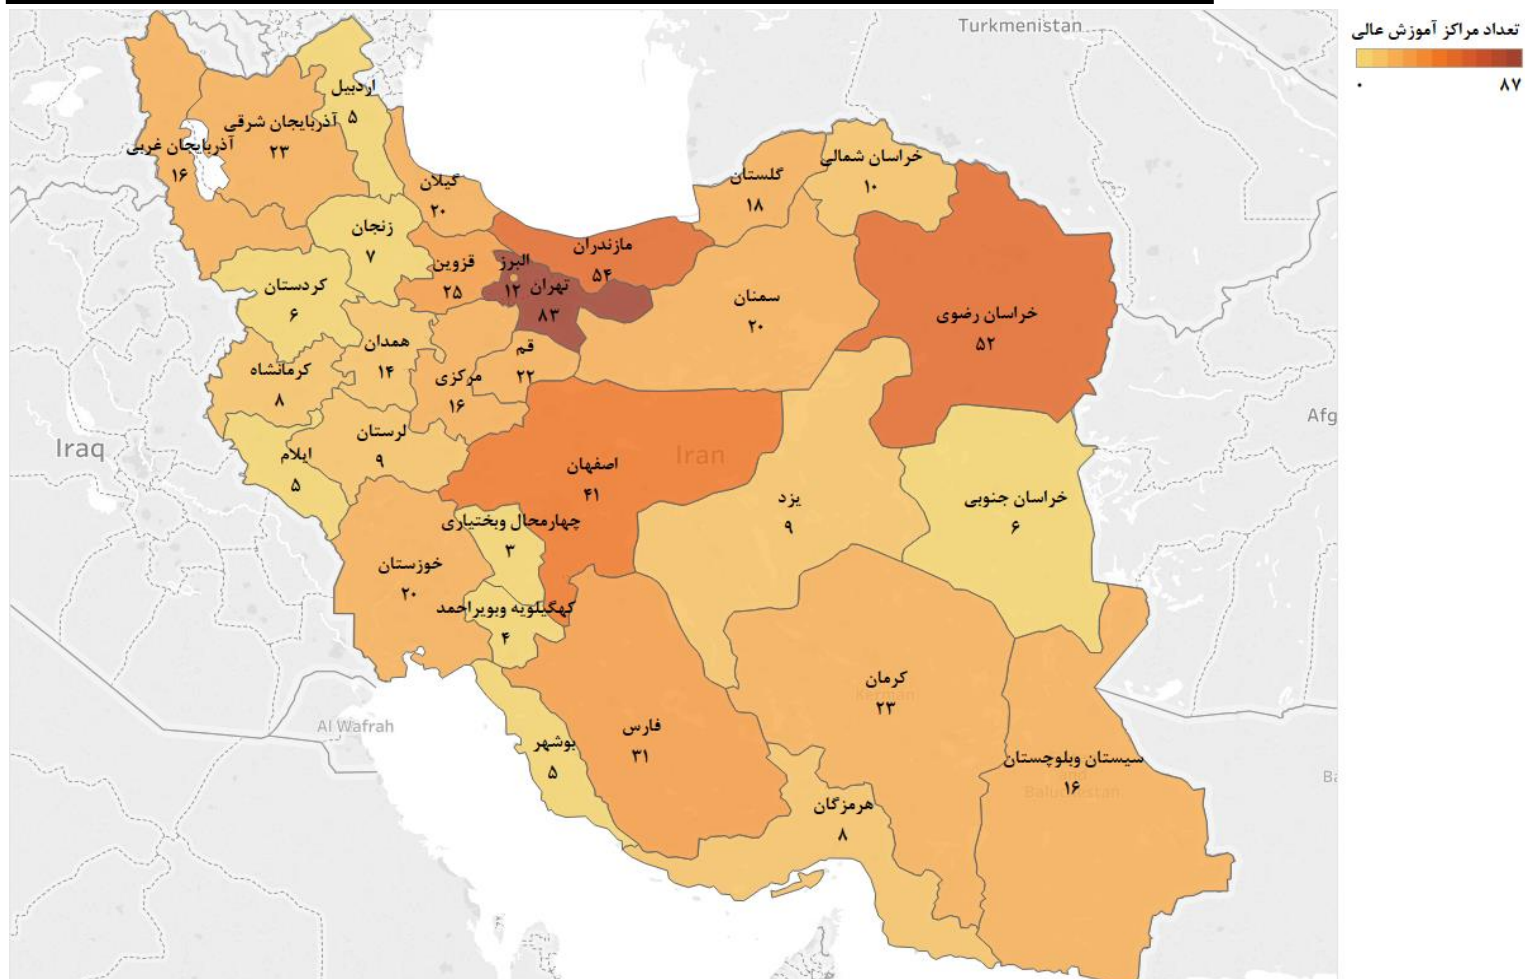 Turkmenistan
تعداد مراکز آموزش عالی
۰
۸۷
اردبیل
۵
آذربایجان شرقی
۲۳
آذربایجان غربی
۱۶
گیلان
۲۰
گلستان
۱۸
خراسان شمالی
۱۰
زنجان
۷
قزوین
۲۵
البرز
۱۲
تهران
۸۳
مازندران
۵۴
سمنان
۲۰
خراسان رضوی
۵۲
کردستان
۶
همدان
۱۴
کرمانشاه
۸
مرکزی
۱۶
قم
۲۲
Afg
Iraq
لرستان
۹
ایلام
۵
Iran
اصفهان
۴۱
یزد
۹
خراسان جنوبی
۶
چهارمحال وبختیاری
۳
خوزستان
۲۰
کهگیلویه وبویراحمد
۴
Al Wafrah
بوشهر
۵
فارس
۳۱
کرمان
Kerman
۲۳
سیستان وبلوچستان
and
Baluchestan
۱۶
هرمزگان
۸